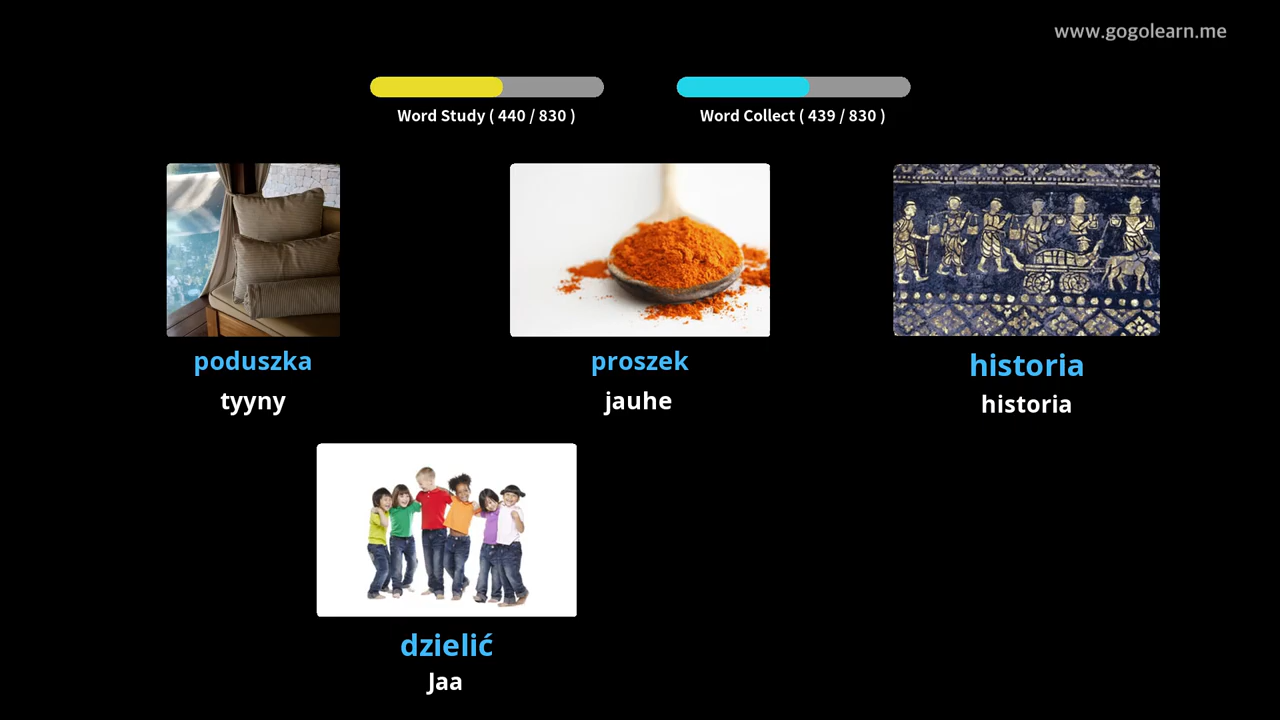 www.gogolearn.me
Word Study ( 440 / 830 )
Word Collect ( 439 / 830 )
poduszka
proszek
historia
tyyny
jauhe
historia
dzielić
Jaa